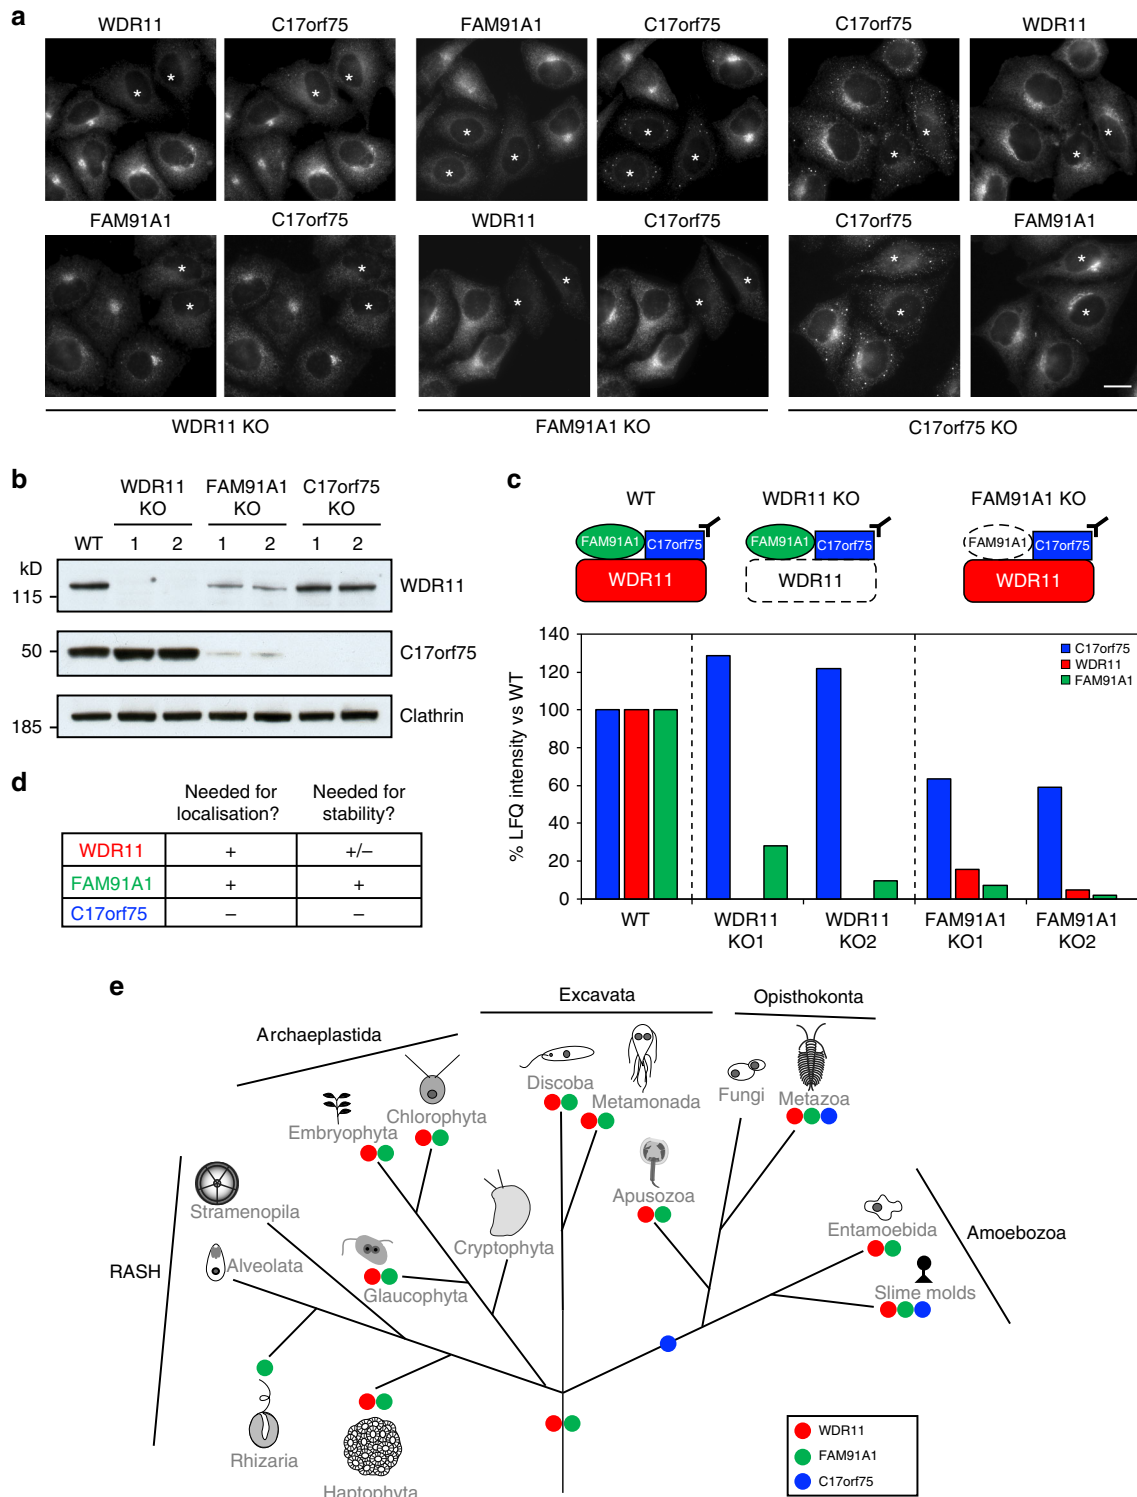 a
WDR11 C17orf75 FAM91A1 C17orf75 C17orf75 WDR11
* * * * * * * * * * * *
FAM91A1 C17orf75 WDR11 C17orf75 C17orf75 FAM91A1
* * * * * * * * * * * *
WDR11 KO FAM91A1 KO C17orf75 KO
b
WDR11 KO FAM91A1 KO C17orf75 KO
WT 1 2 1 2 1 2
kD
115 WDR11
50 C17orf75
185 Clathrin
c
WT WDR11 KO FAM91A1 KO
FAM91A1 C17orf75 FAM91A1 C17orf75 FAM91A1 C17orf75
WDR11 WDR11 WDR11
% LFQ intensity vs WT
140
120
100
80
60
40
20
0
C17orf75
WDR11
FAM91A1
WT WDR11 KO1 WDR11 KO2 FAM91A1 KO1 FAM91A1 KO2
d
Needed for localisation? Needed for stability?
WDR11 + +/–
FAM91A1 + +
C17orf75 – –
e
Excavata
Opisthokonta
Archaeplastida
Discoba
Metamonada
Fungi
Metazoa
Chlorophyta
Embryophyta
Apusozoa
Stramenopila
Cryptophyta
Entamoebida
Amoebozoa
RASH
Alveolata
Glaucophyta
Slime molds
Rhizaria
Haptophyta
WDR11
FAM91A1
C17orf75